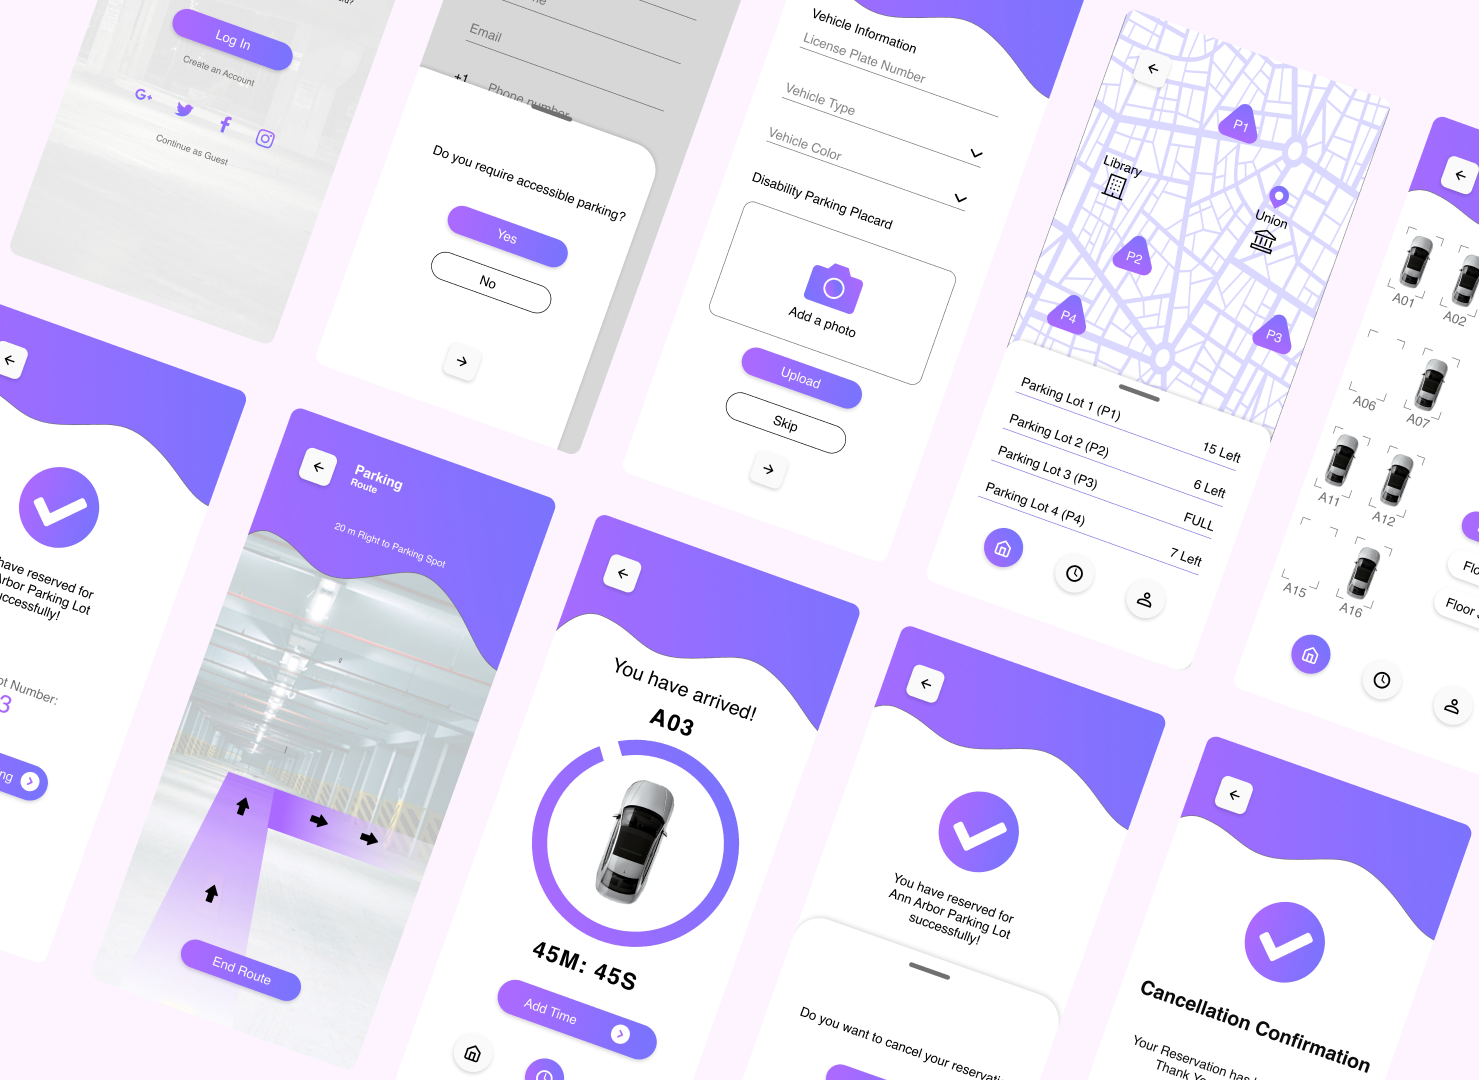 Log In
Create an Account
G+
Continue as Guest
Email
+1
Phone number
Do you require accessible parking?
Yes
No
Vehicle Information
License Plate Number
Vehicle Type
Vehicle Color
Disability Parking Placard
Add a photo
Upload
Skip
P1
Library
Union
P2
P4
P3
Parking Lot 1 (P1)
15 Left
Parking Lot 2 (P2)
6 Left
Parking Lot 3 (P3)
FULL
Parking Lot 4 (P4)
7 Left
A01
A02
A06
A07
A11
A12
A15
A16
Floor
have reserved for
Arbor Parking Lot
successfully!
Number:
3
Parking
Route
20 m Right to Parking Spot
End Route
You have arrived!
A03
45M: 45S
Add Time
You have reserved for
Ann Arbor Parking Lot
successfully!
Do you want to cancel your
Cancellation Confirmation
Your Reservation has
Thank